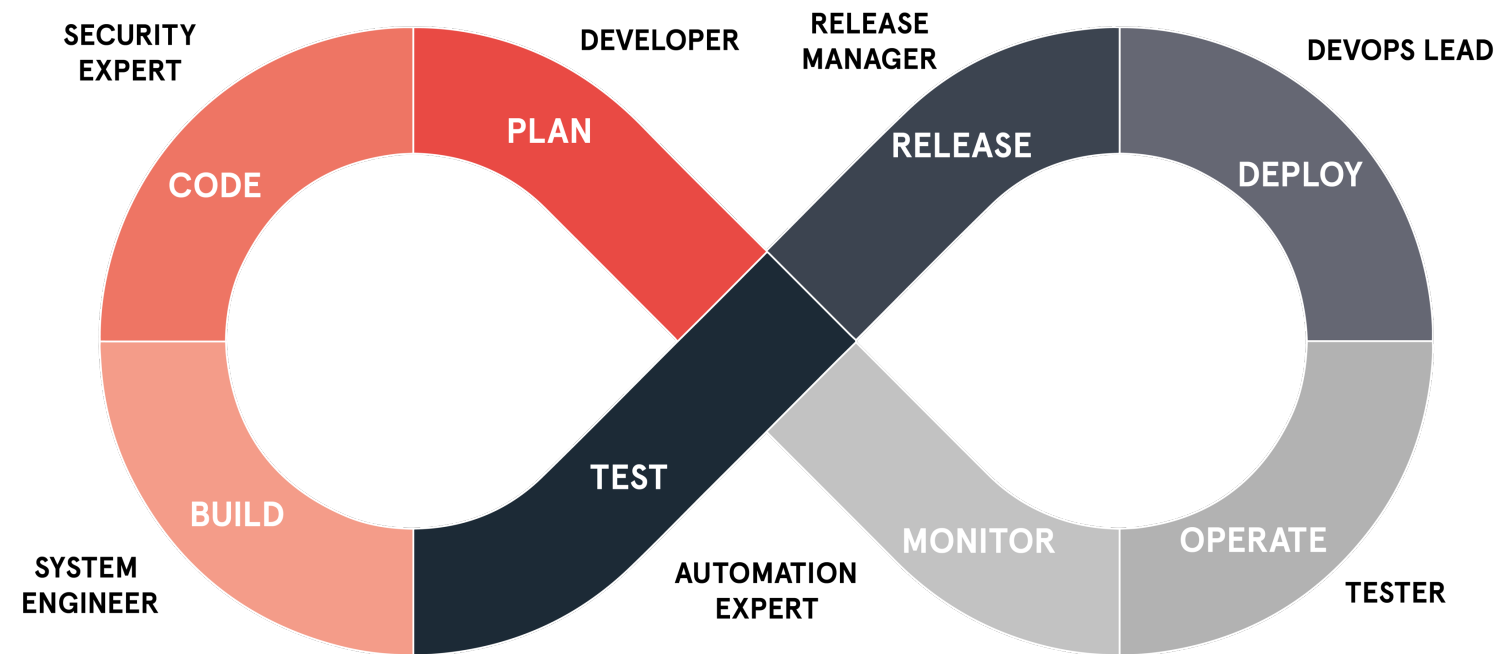 SECURITY
EXPERT
DEVELOPER
RELEASE
MANAGER
DEVOPS LEAD
PLAN
RELEASE
CODE
DEPLOY
TEST
BUILD
MONITOR
OPERATE
SYSTEM
ENGINEER
AUTOMATION
EXPERT
TESTER